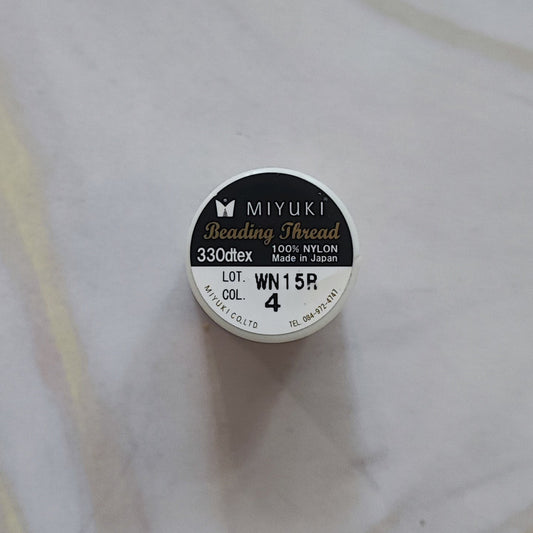 MIYUKI®
Beading Thread
330dtex
100% NYLON
Made in Japan
LOT. WN15R
COL. 4
MIYUKI CO.,LTD
TEL. 084-972-4747